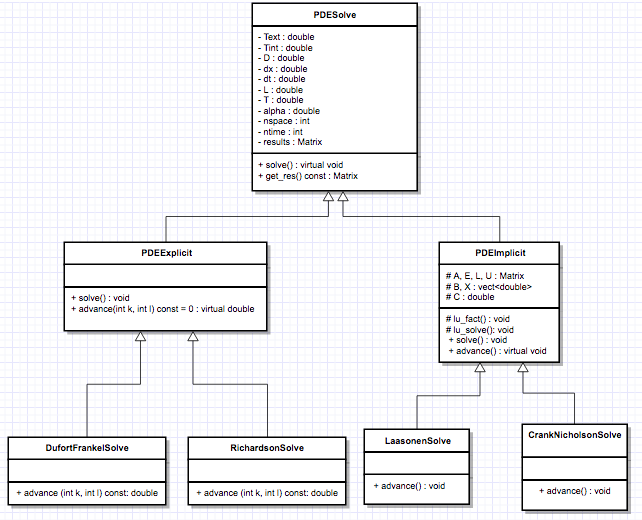 PDESolve
- Text : double
- Tint : double
- D : double
- dx : double
- dt : double
- L : double
- T : double
- alpha : double
- nspace : int
- ntime : int
- results : Matrix
+ solve() : virtual void
+ get_res() const : Matrix
PDEExplicit
+ solve() : void
+ advance(int k, int l) const = 0 : virtual double
PDEImplicit
# A, E, L, U : Matrix
# B, X : vect<double>
# C : double
# lu_fact() : void
# lu_solve(): void
+ solve() : void
+ advance() : virtual void
DufortFrankelSolve
+ advance (int k, int l) const: double
RichardsonSolve
+ advance (int k, int l) const: double
LaasonenSolve
+ advance() : void
CrankNicholsonSolve
+ advance() : void